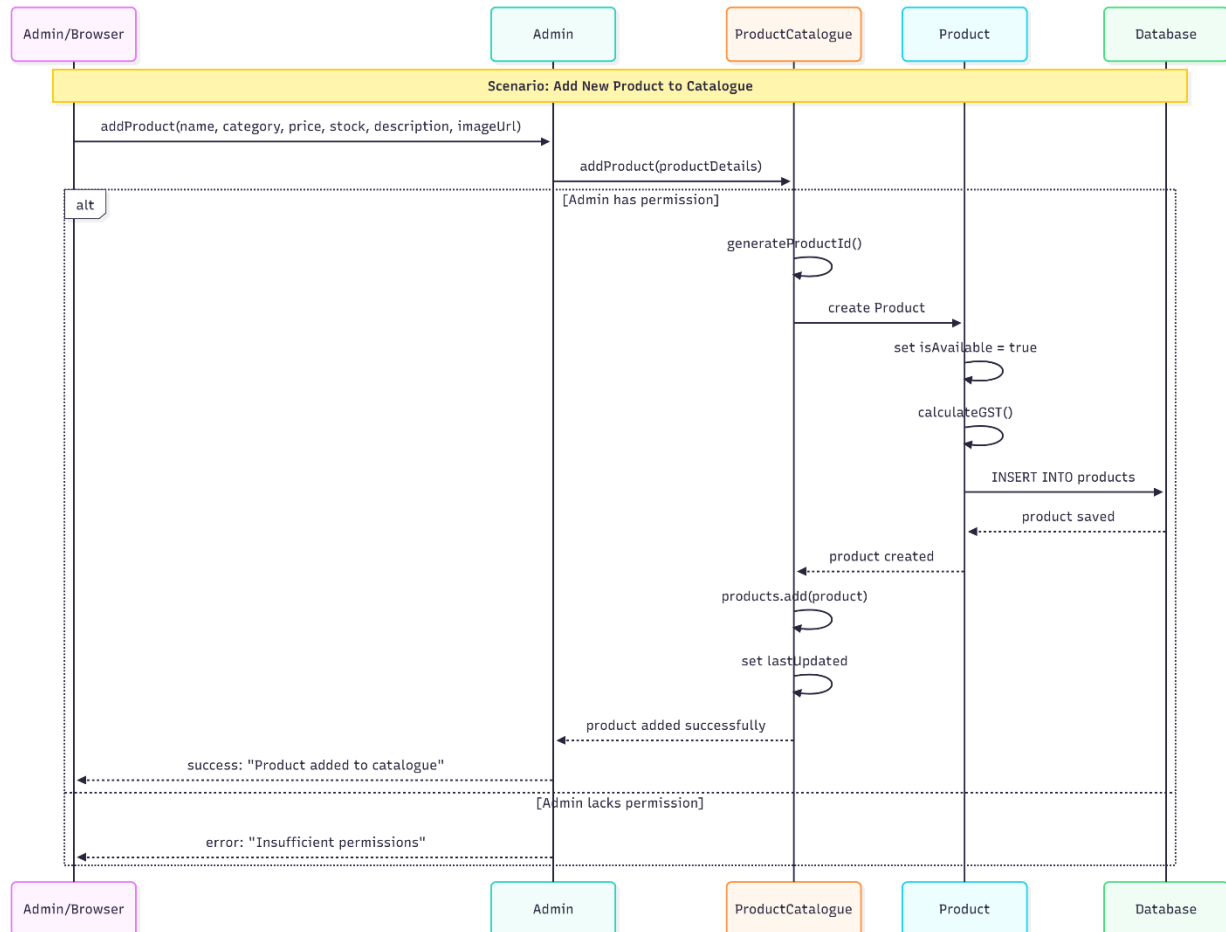 Admin/Browser
Admin
ProductCatalogue
Product
Database
Scenario: Add New Product to Catalogue
addProduct(name, category, price, stock, description, imageUrl)
addProduct(productDetails)
alt
[Admin has permission]
generateProductId()
create Product
set isAvailable = true
calculateGST()
INSERT INTO products
product saved
product created
products.add(product)
set lastUpdated
product added successfully
success: "Product added to catalogue"
[Admin lacks permission]
error: "Insufficient permissions"
Admin/Browser
Admin
ProductCatalogue
Product
Database